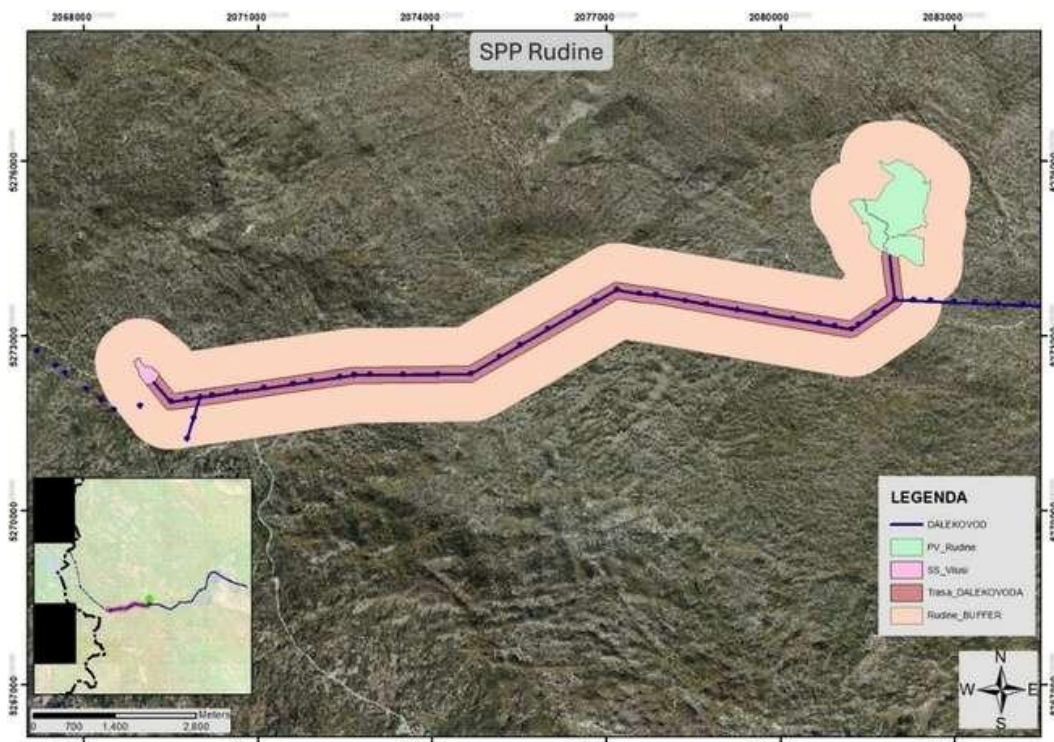 2068000 2071000 2074000 2077000 2080000 2083000
SPP Rudine
5276000
5273000
5270000
5267000
LEGENDA
DALEKOVOD
PV_Rudine
SS_Vilusi
Trasa_DALEKOVODA
Rudine_BUFFER
N
W E
S
Meters
0 700 1.400 2.800